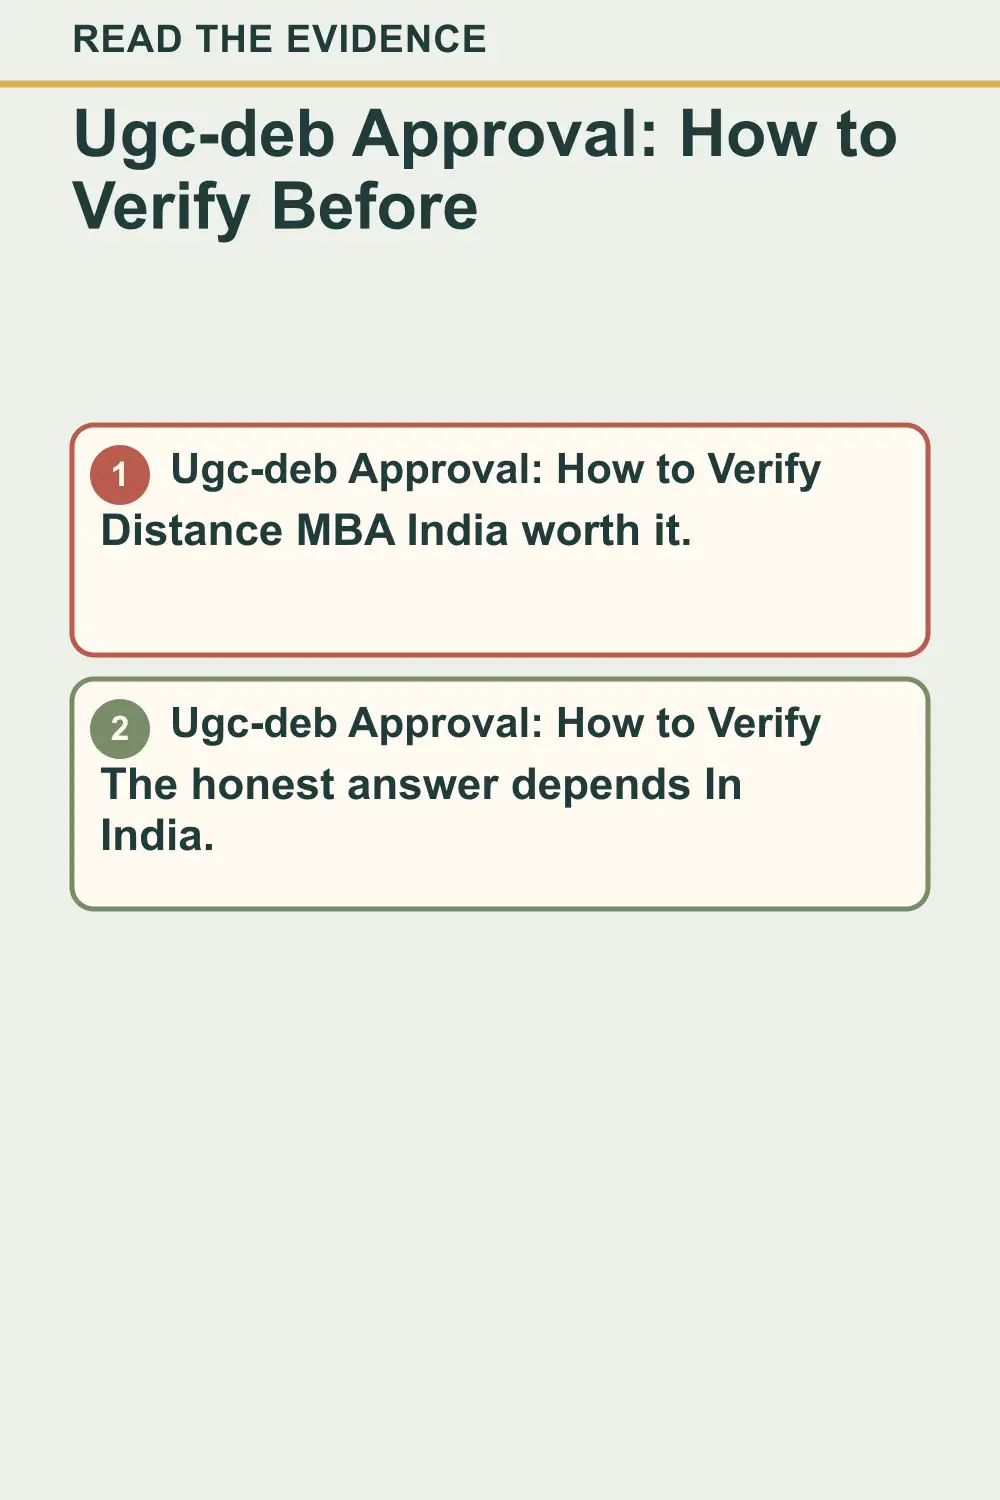 READ THE EVIDENCE
Ugc-deb Approval: How to
Verify Before
1 Ugc-deb Approval: How to Verify
Distance MBA India worth it.
2 Ugc-deb Approval: How to Verify
The honest answer depends In
India.